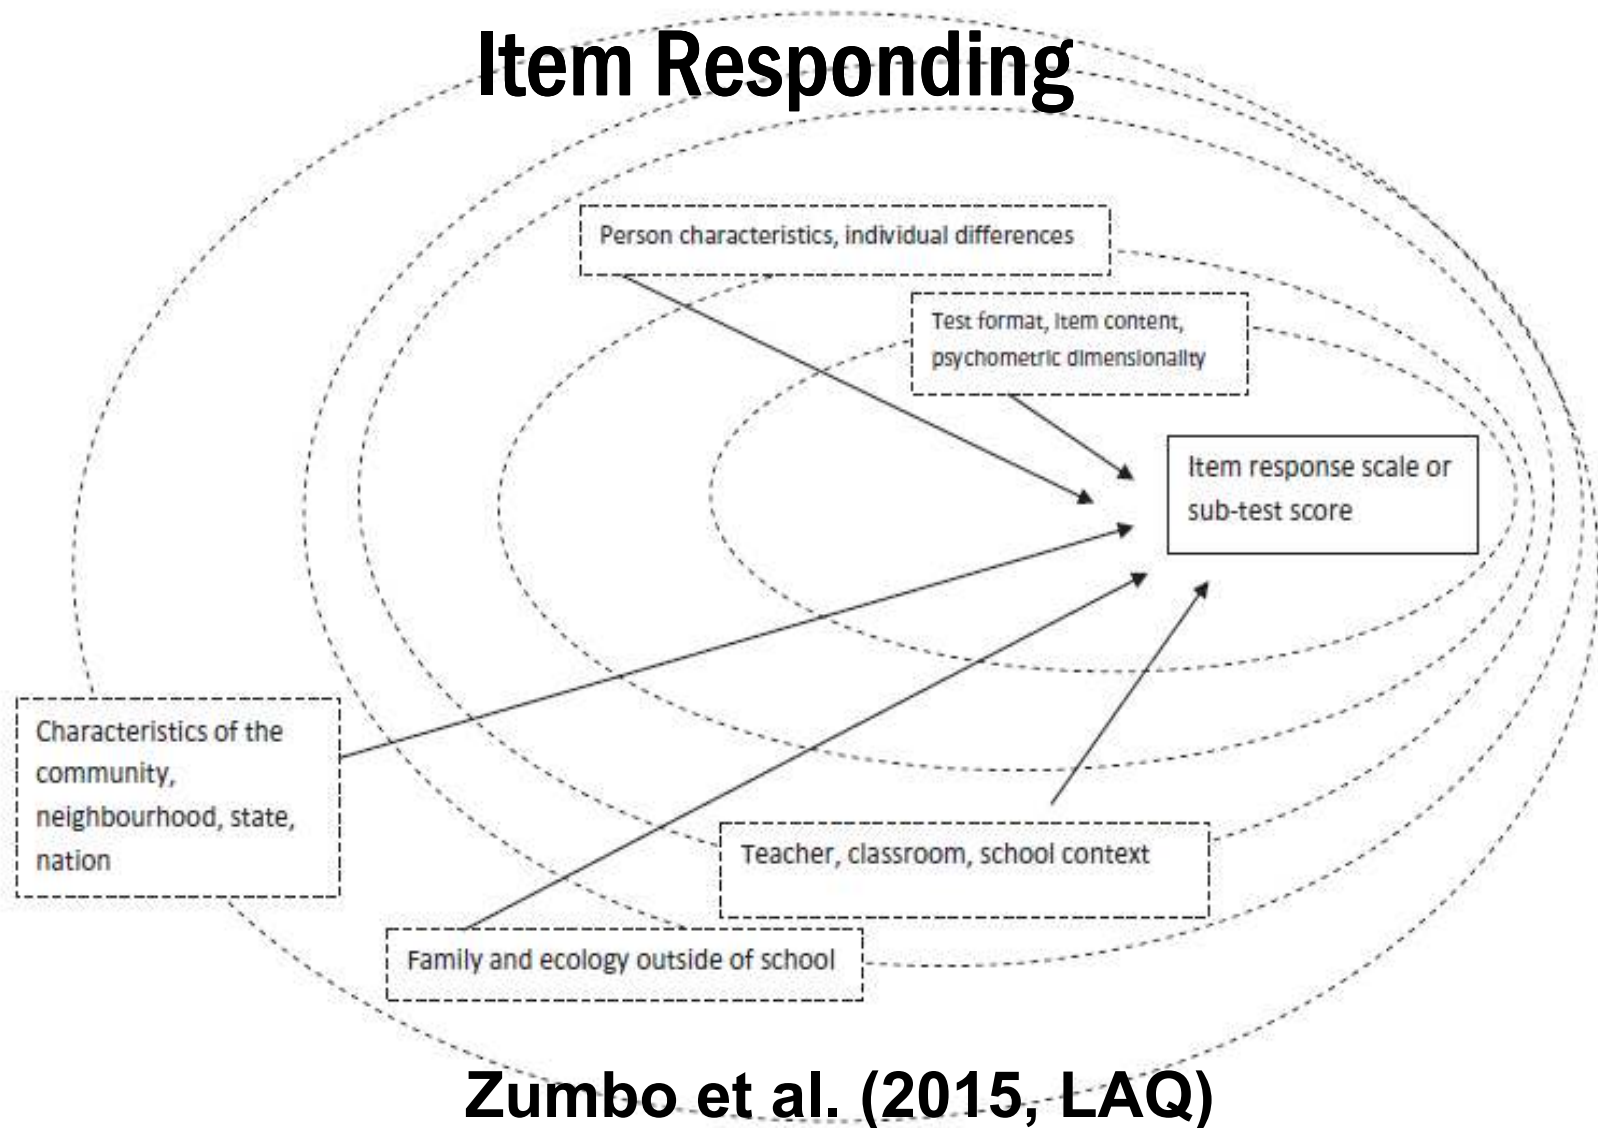 Item Responding
Person characteristics, individual differences
Test format, item content,
psychometric dimensionality
Item response scale or
sub-test score
Characteristics of the
community,
neighbourhood, state,
nation
Teacher, classroom, school context
Family and ecology outside of school
Zumbo et al. (2015, LAQ)